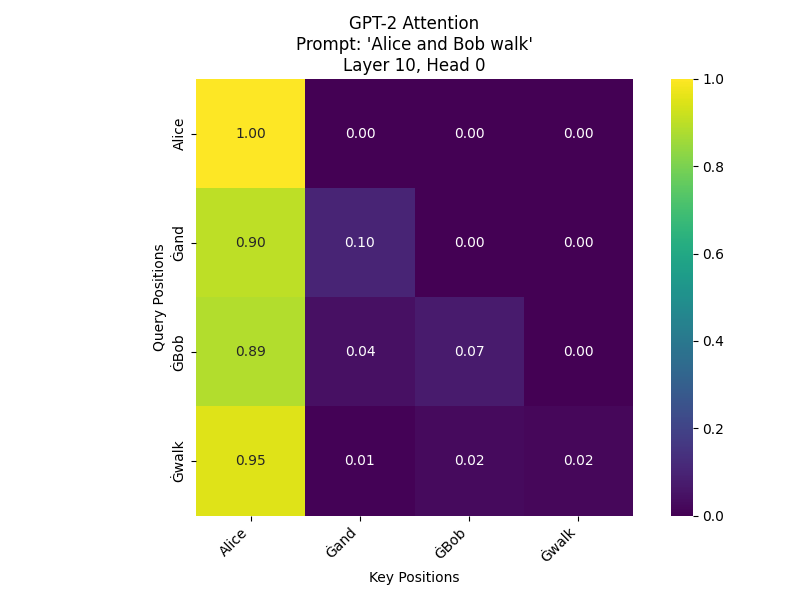 GPT-2 Attention
Prompt: 'Alice and Bob walk'
Layer 10, Head 0
Query Positions
Alice
1.00 0.00 0.00 0.00
Ġand
0.90 0.10 0.00 0.00
ĠBob
0.89 0.04 0.07 0.00
Ġwalk
0.95 0.01 0.02 0.02
Alice Ġand ĠBob Ġwalk
Key Positions
1.0
0.8
0.6
0.4
0.2
0.0